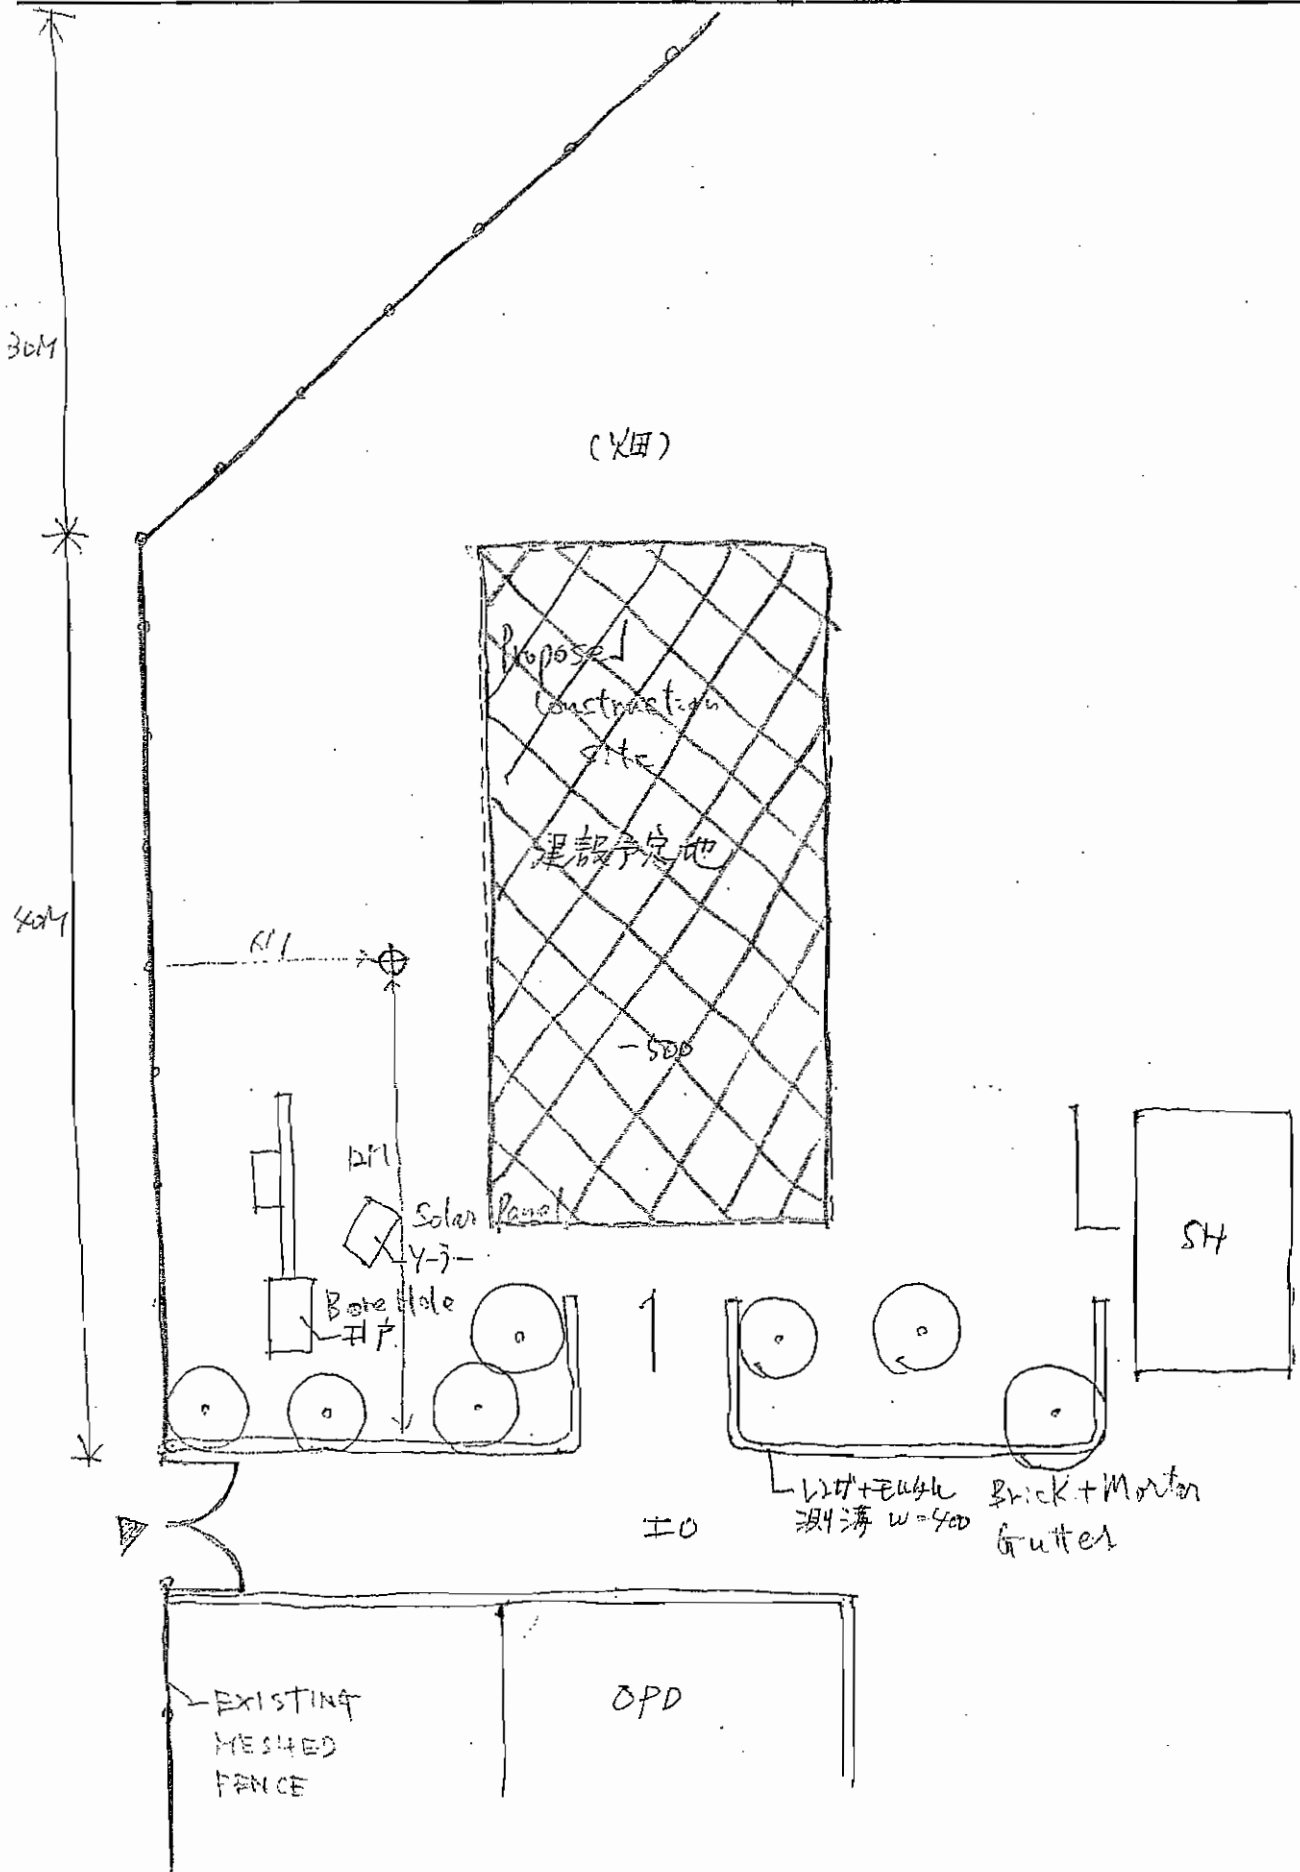 30M
(畑)
Proposed
Construction
site
建設予定地
40M
-500
12M
Solar Panel
ソーラー
Bore Hole
井戸
SH
レンガ+モルタル
測溝 W=400
Brick + Mortar
Gutter
±0
EXISTING
MESHED
FENCE
OPD